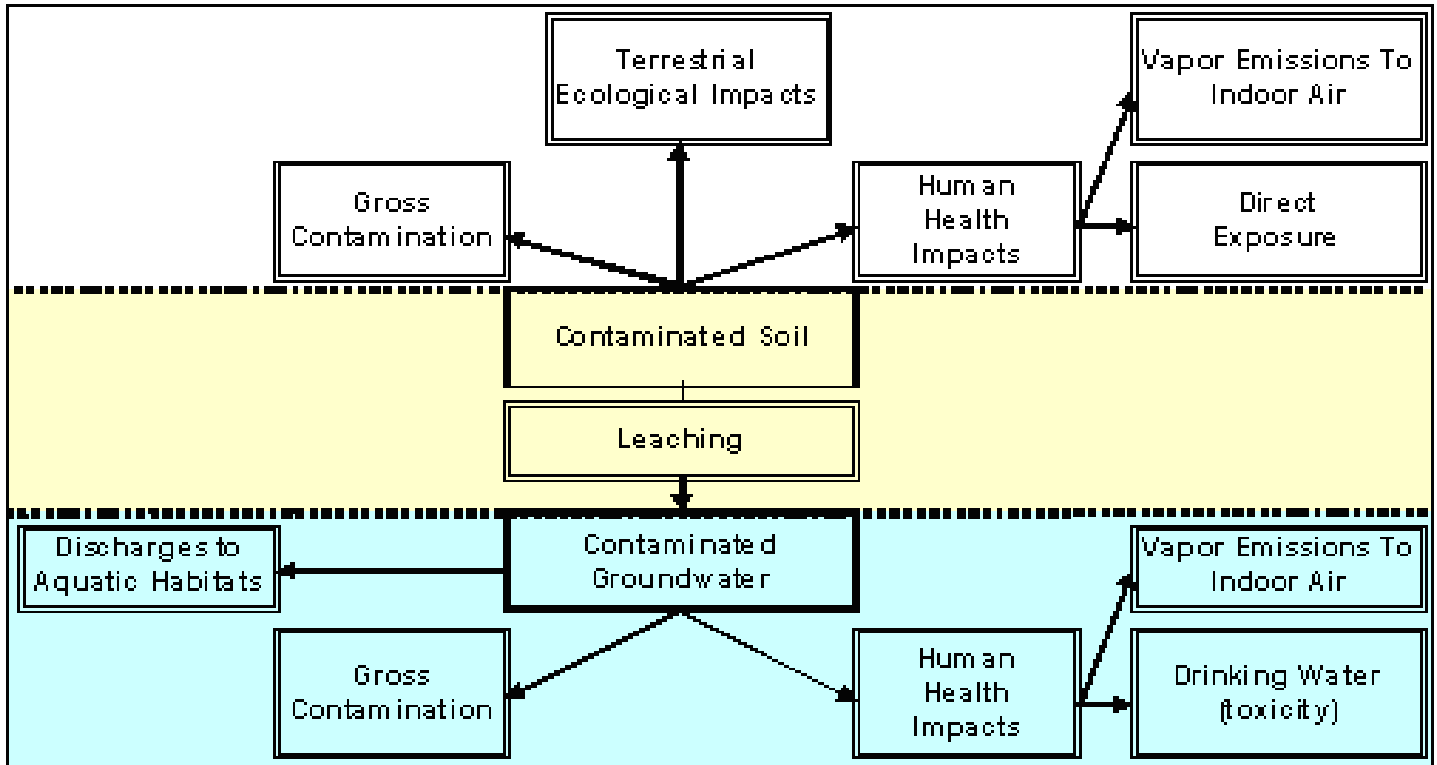 Terrestrial
Ecological Impacts
Vapor Emissions To
Indoor Air
Gross
Contamination
Human
Health
Impacts
Direct
Exposure
Contaminated Soil
Leaching
Discharges to
Aquatic Habitats
Contaminated
Groundwater
Vapor Emissions To
Indoor Air
Gross
Contamination
Human
Health
Impacts
Drinking Water
(toxicity)